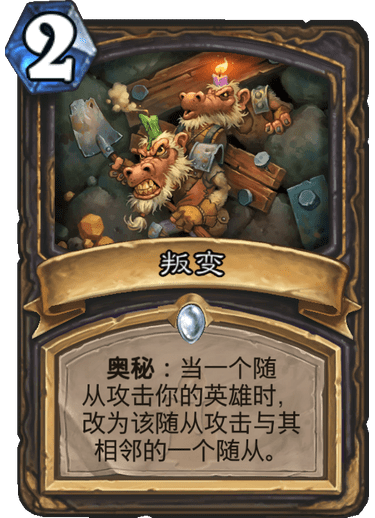 2
叛变
奥秘：当一个随
从攻击你的英雄时，
改为该随从攻击与其
相邻的一个随从。